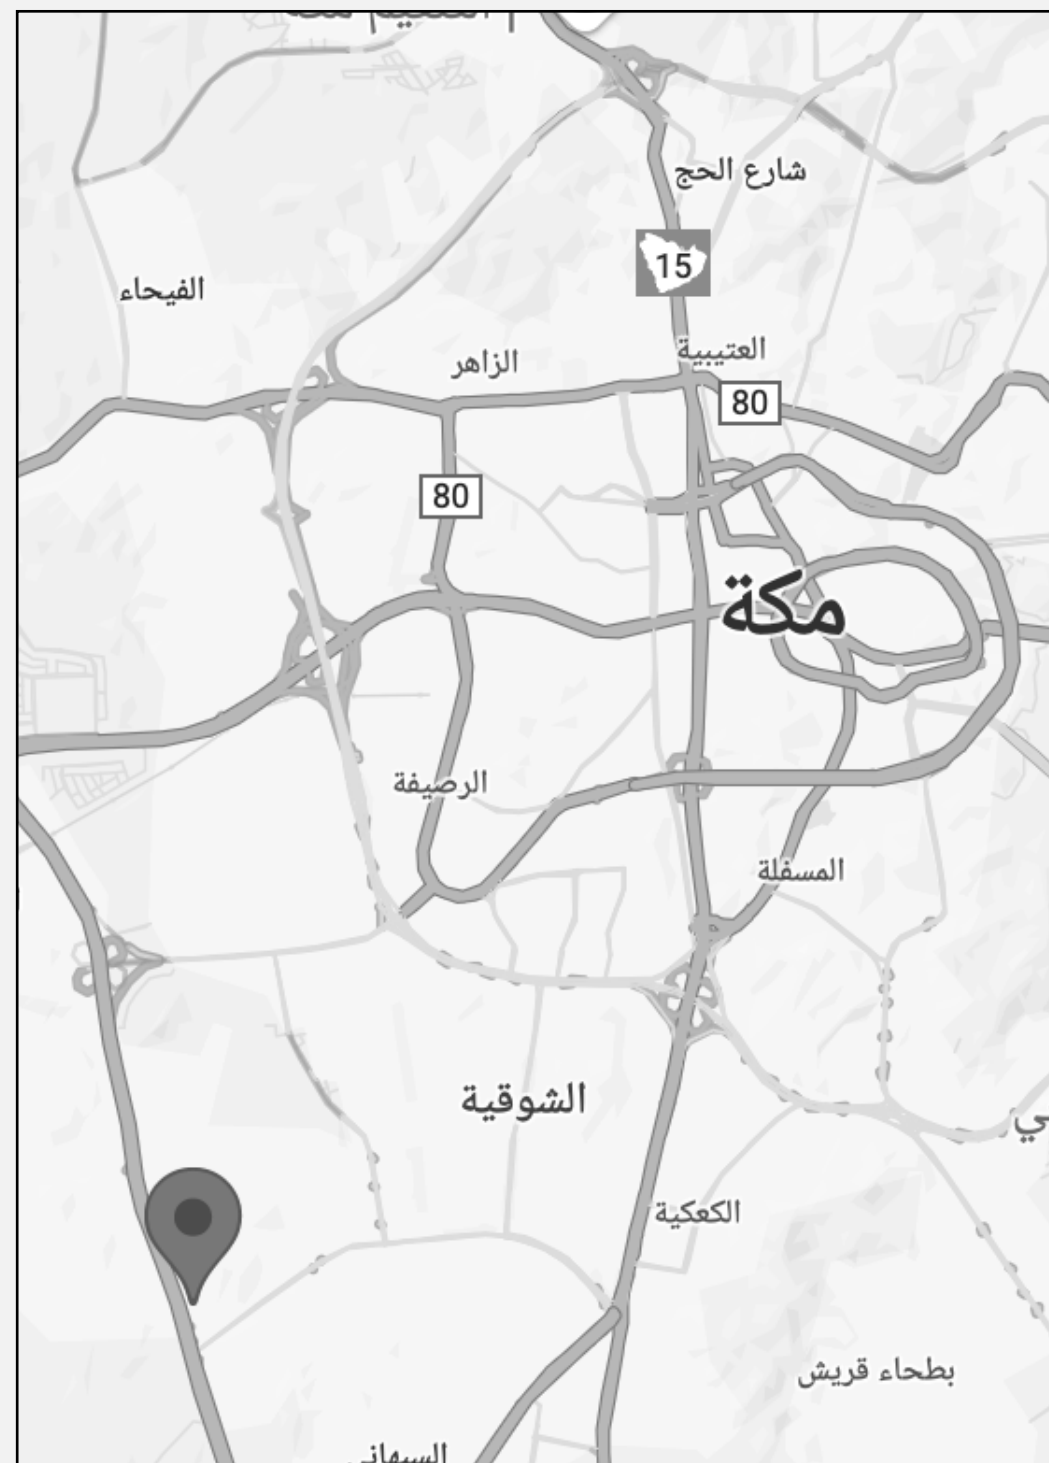 شارع الحج
15
الفيحاء
العتيبية
الزاهر
80
80
مكة
الرصيفة
المسفلة
الشوقية
الكعكية
بطحاء قريش